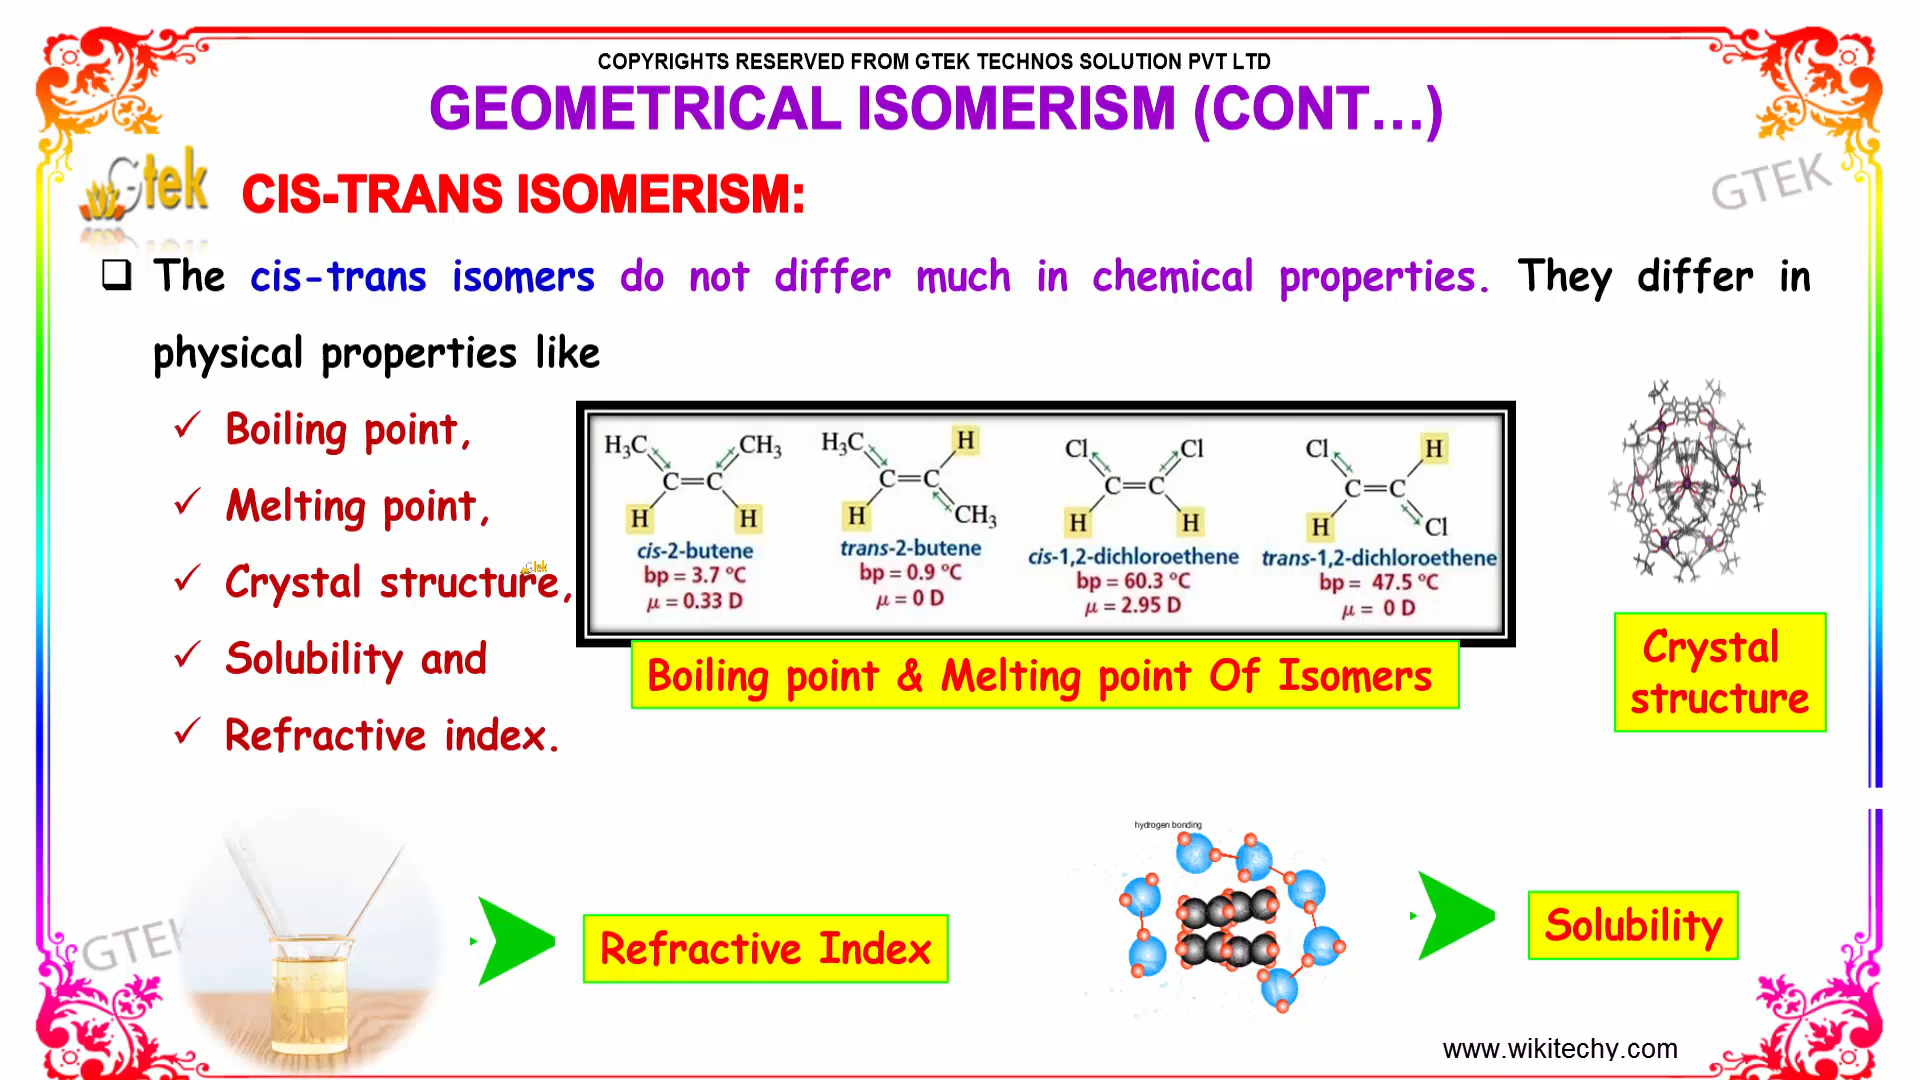 COPYRIGHTS RESERVED FROM GTEK TECHNOS SOLUTION PVT LTD
GEOMETRICAL ISOMERISM (CONT...)
Gtek
CIS-TRANS ISOMERISM:
GTEK
The cis-trans isomers do not differ much in chemical properties. They differ in
physical properties like
✓ Boiling point,
✓ Melting point,
✓ Crystal structure,
✓ Solubility and
✓ Refractive index.
Gtek
H₃C CH₃
C=C
H H
cis-2-butene
bp = 3.7 ºC
μ = 0.33 D
H₃C H
C=C
H CH₃
trans-2-butene
bp = 0.9 ºC
μ = 0 D
Cl Cl
C=C
H H
cis-1,2-dichloroethene
bp = 60.3 ºC
μ = 2.95 D
Cl H
C=C
H Cl
trans-1,2-dichloroethene
bp = 47.5 ºC
μ = 0 D
Boiling point & Melting point Of Isomers
Crystal
structure
GTEK
Refractive Index
hydrogen bonding
Solubility
www.wikitechy.com